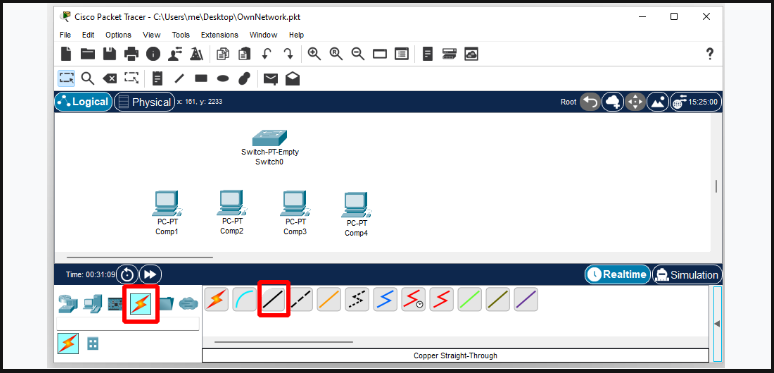 Cisco Packet Tracer - C:\Users\me\Desktop\OwnNetwork.pkt
File Edit Options View Tools Extensions Window Help
Logical Physical x: 161, y: 2233 Root 15:25:00
Switch-PT-Empty
Switch0
PC-PT PC-PT PC-PT PC-PT
Comp1 Comp2 Comp3 Comp4
Time: 00:31:09 Realtime Simulation
Copper Straight-Through